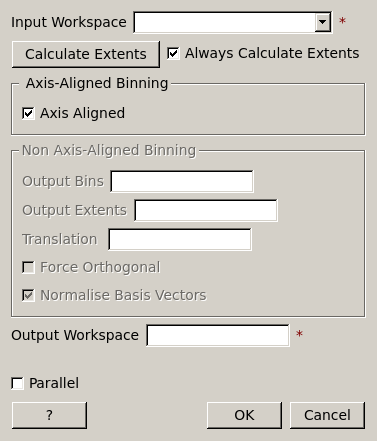 Input Workspace *
Calculate Extents Always Calculate Extents
Axis-Aligned Binning
Axis Aligned
Non Axis-Aligned Binning
Output Bins
Output Extents
Translation
Force Orthogonal
Normalise Basis Vectors
Output Workspace *
Parallel
? OK Cancel